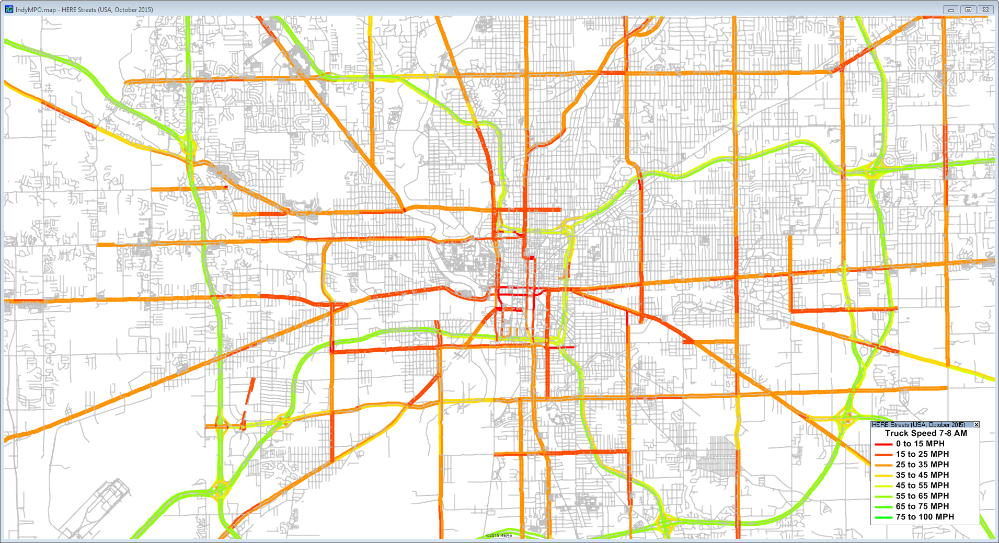 IndyMPO.map - HERE Streets (USA, October 2015)
HERE Streets (USA, October 2015)
Truck Speed 7-8 AM
0 to 15 MPH
15 to 25 MPH
25 to 35 MPH
35 to 45 MPH
45 to 55 MPH
55 to 65 MPH
65 to 75 MPH
75 to 100 MPH
©2015 HERE